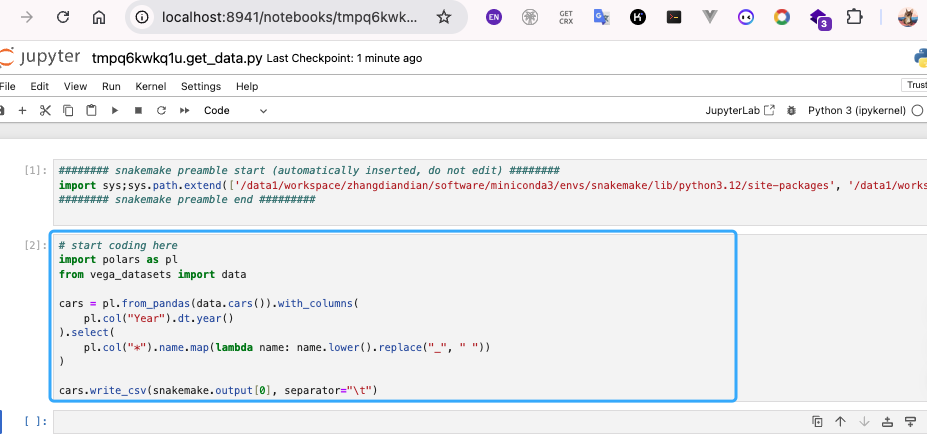 localhost:8941/notebooks/tmpq6kwk...
EN
GET
CRX
3
jupyter tmpq6kwkq1u.get_data.py Last Checkpoint: 1 minute ago
File Edit View Run Kernel Settings Help
Trust
Code
JupyterLab
Python 3 (ipykernel)
[1]:
######## snakemake preamble start (automatically inserted, do not edit) ########
import sys;sys.path.extend(['/data1/workspace/zhangdiandian/software/miniconda3/envs/snakemake/lib/python3.12/site-packages', '/data1/works
######## snakemake preamble end #########
[2]:
# start coding here
import polars as pl
from vega_datasets import data
cars = pl.from_pandas(data.cars()).with_columns(
    pl.col("Year").dt.year()
).select(
    pl.col("*").name.map(lambda name: name.lower().replace("_", " "))
)
cars.write_csv(snakemake.output[0], separator="\t")
[ ]: